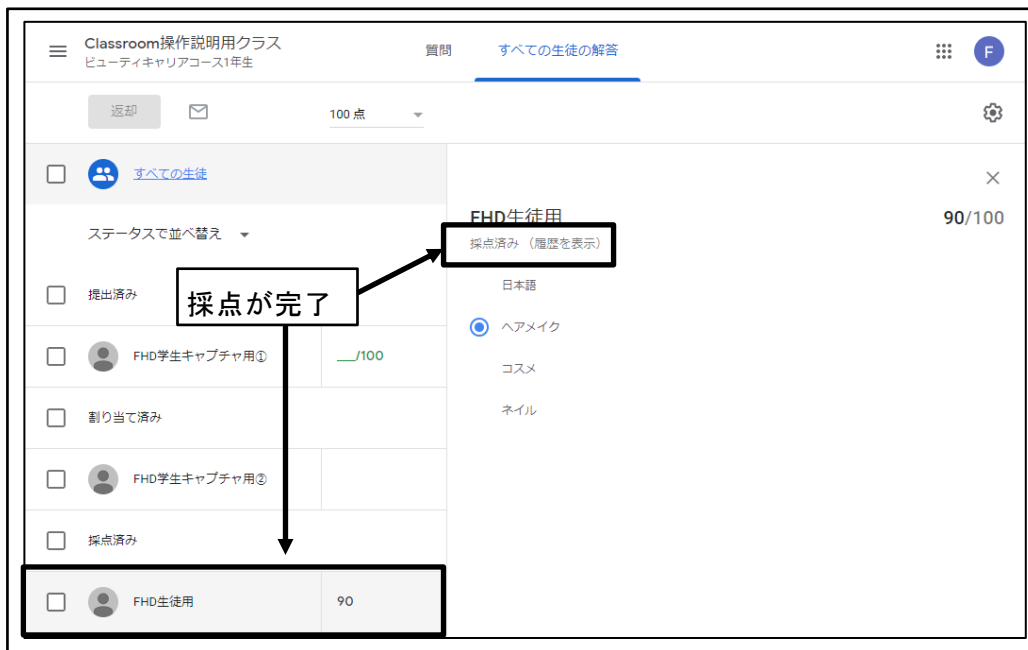 Classroom操作説明用クラス
ビューティキャリアコース1年生
質問
すべての生徒の解答
F
返却
100 点
すべての生徒
ステータスで並べ替え
FHD生徒用
90/100
採点済み （履歴を表示）
採点が完了
日本語
ヘアメイク
コスメ
ネイル
提出済み
FHD学生キャプチャ用①
__/100
割り当て済み
FHD学生キャプチャ用②
採点済み
FHD生徒用
90